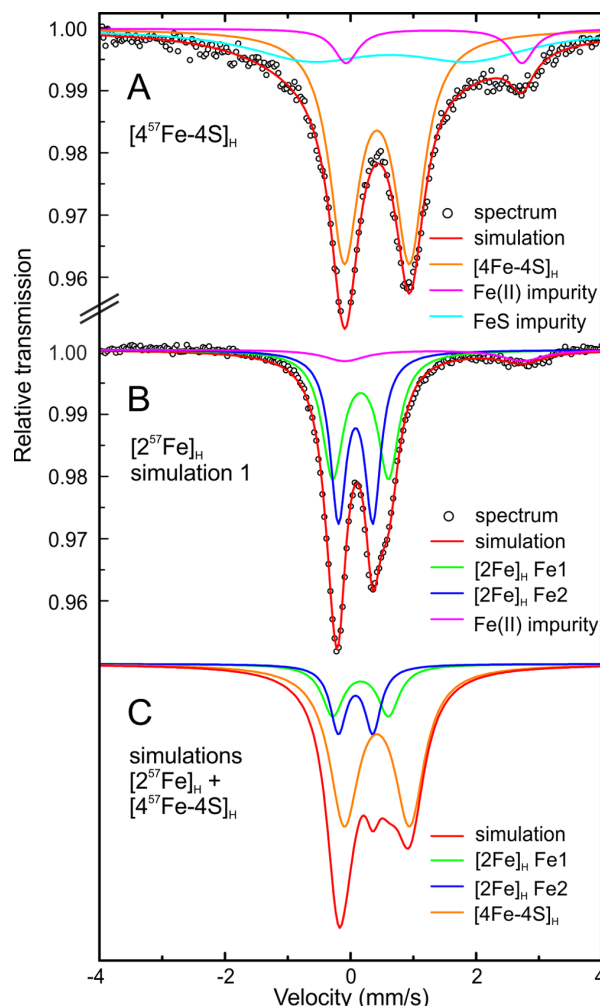 1.00
A
0.99
[4⁵⁷Fe-4S]H
0.98
spectrum
0.97
simulation
[4Fe-4S]H
0.96
Fe(II) impurity
FeS impurity
Relative transmission
1.00
B
0.99
[2⁵⁷Fe]H
simulation 1
0.98
spectrum
0.97
simulation
[2Fe]H Fe1
0.96
[2Fe]H Fe2
Fe(II) impurity
C
simulations
[2⁵⁷Fe]H +
[4⁵⁷Fe-4S]H
simulation
[2Fe]H Fe1
[2Fe]H Fe2
[4Fe-4S]H
-4 -2 0 2 4
Velocity (mm/s)